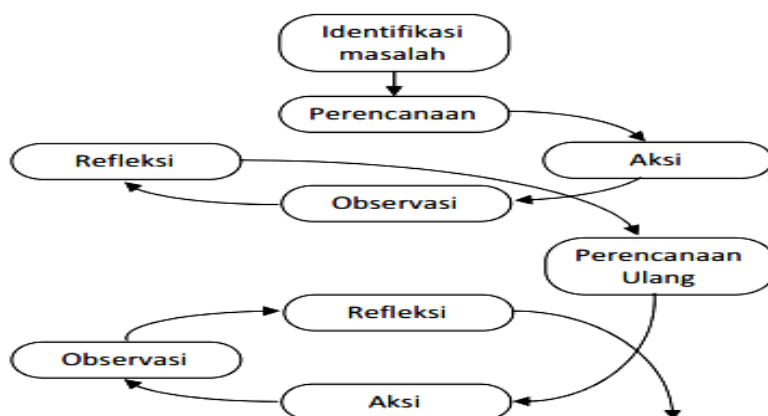 Identifikasi
masalah
Perencanaan
Refleksi
Aksi
Observasi
Perencanaan
Ulang
Refleksi
Observasi
Aksi